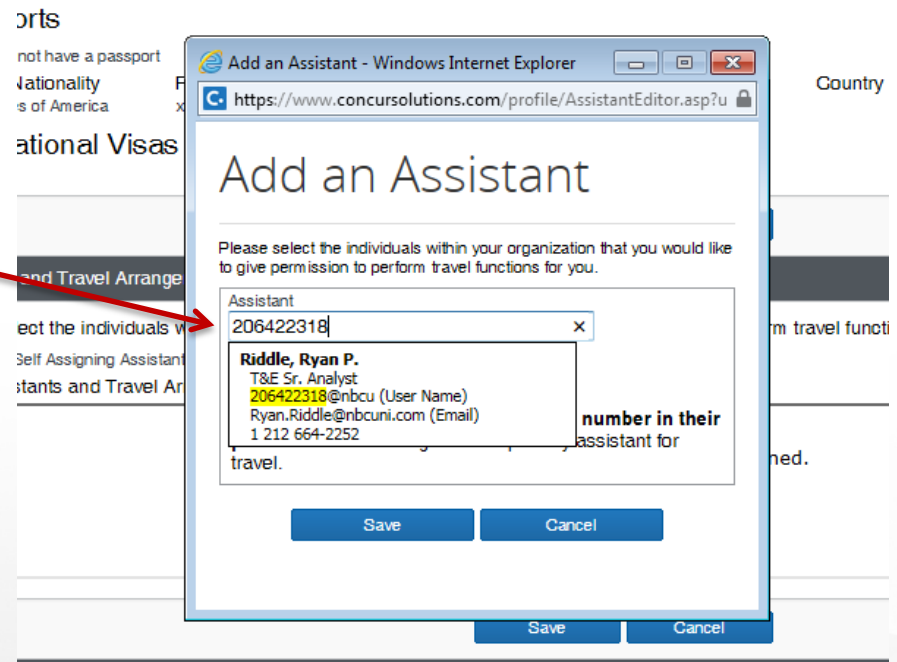 orts
not have a passport
Nationality
s of America
Country
ational Visas
Add an Assistant - Windows Internet Explorer
https://www.concursolutions.com/profile/AssistantEditor.asp?u
Add an Assistant
Please select the individuals within your organization that you would like
to give permission to perform travel functions for you.
and Travel Arrange
Assistant
206422318
ect the individuals w
rm travel functi
Self Assigning Assistant
stants and Travel Ar
Riddle, Ryan P.
T&E Sr. Analyst
206422318@nbcu (User Name)
Ryan.Riddle@nbcuni.com (Email)
1 212 664-2252
number in their
assistant for
travel.
ned.
Save Cancel
Save Cancel